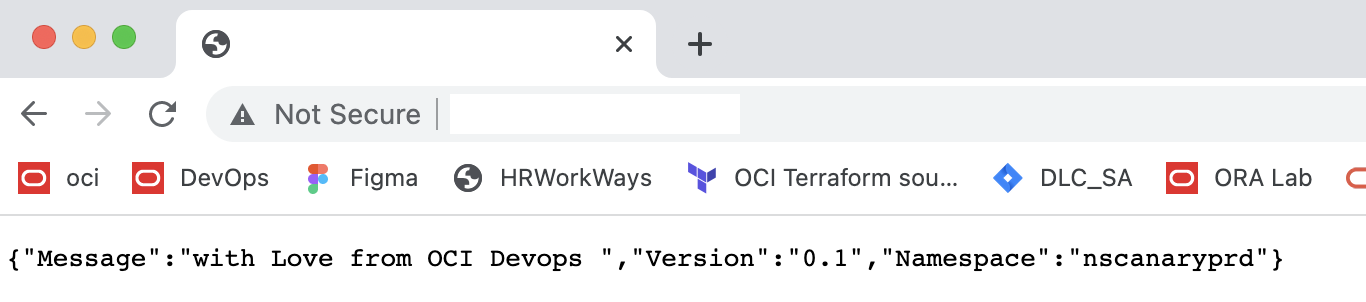 Not Secure
oci DevOps Figma HRWorkWays OCI Terraform sou... DLC_SA ORA Lab
{"Message":"with Love from OCI Devops ","Version":"0.1","Namespace":"nscanaryprd"}